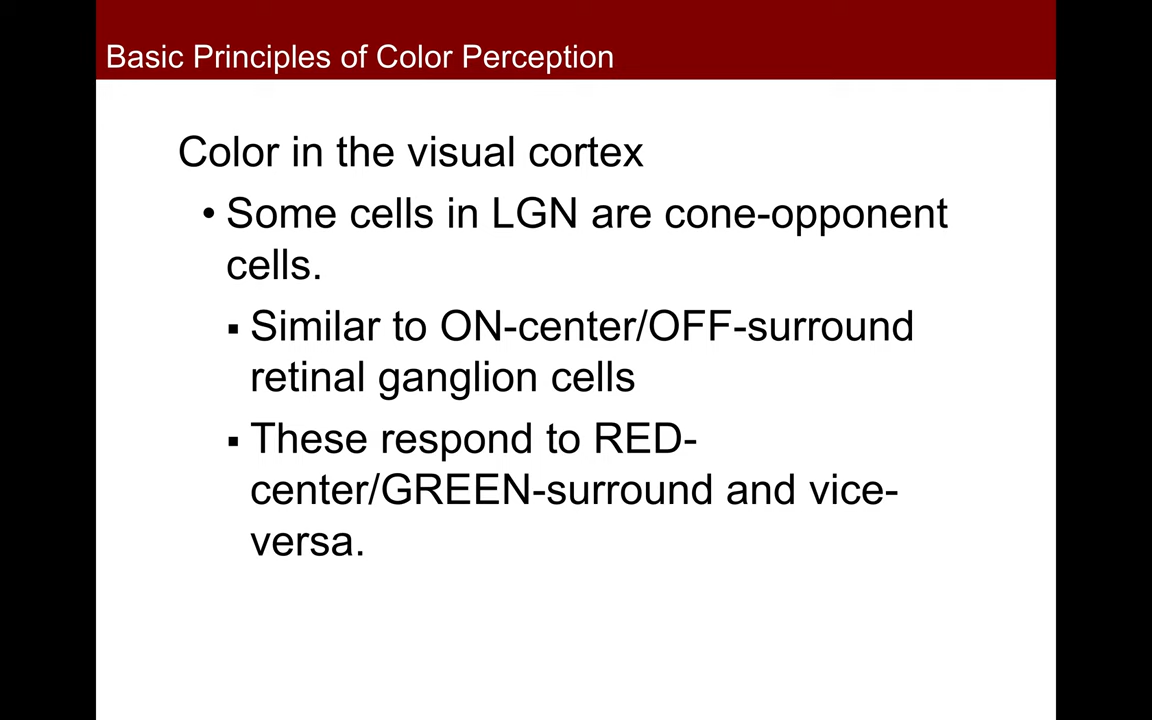 Basic Principles of Color Perception
Color in the visual cortex
• Some cells in LGN are cone-opponent
cells.
▪ Similar to ON-center/OFF-surround
retinal ganglion cells
▪ These respond to RED-
center/GREEN-surround and vice-
versa.